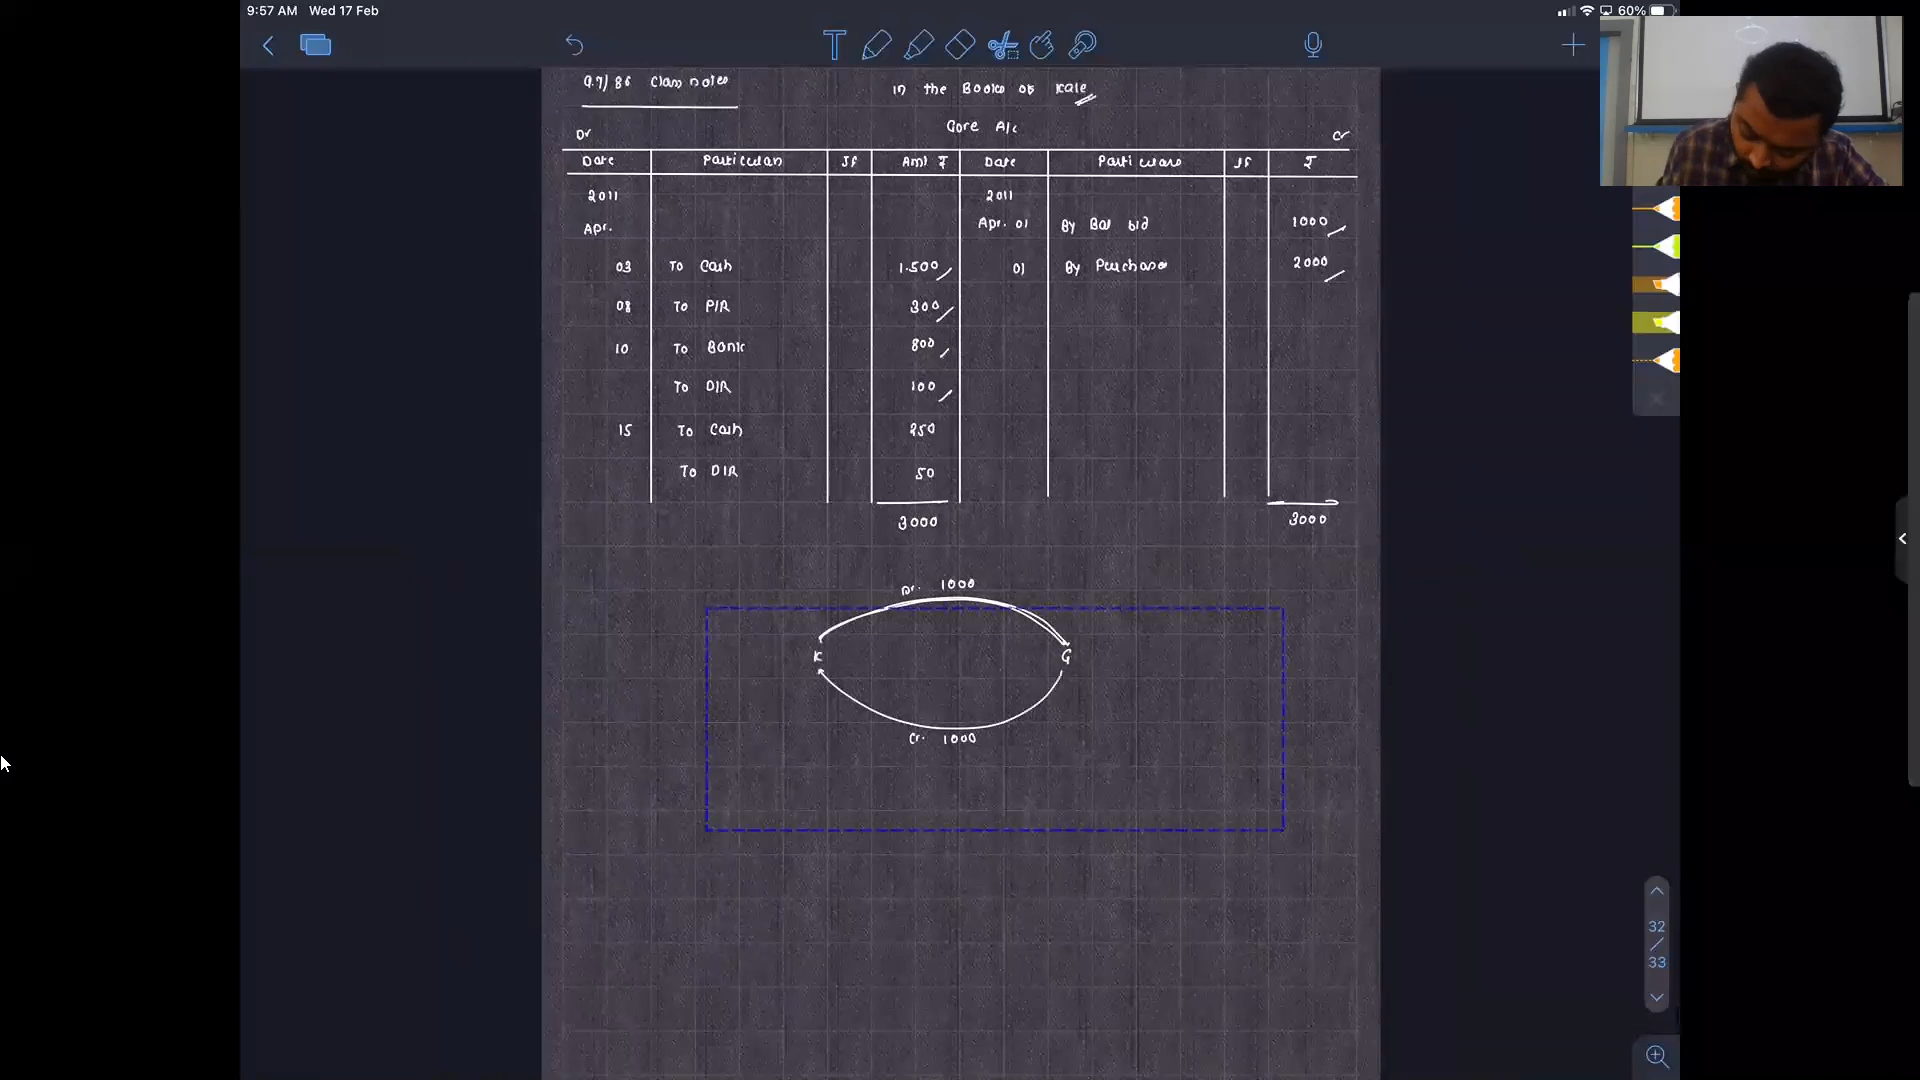 9:57 AM Wed 17 Feb
60%
Q.7/86 Class notes
in the Books of Kale
Gore A/c
Dr Cr
Date Particulars Jf Amt ₹ Date Particulars Jf ₹
2011 2011
Apr. Apr. 01 By Bal b/d 1000
03 To Cash 1.500 01 By Purchase 2000
08 To P/R 300
10 To Bank 800
To D/R 100
15 To Cash 250
To D/R 50
3000 3000
Dr. 1000
K G
Cr. 1000
32
33